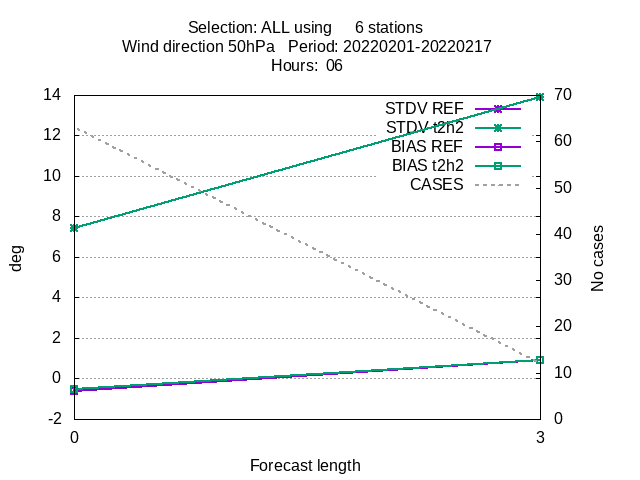 Selection: ALL using 6 stations
Wind direction 50hPa Period: 20220201-20220217
Hours: 06
14
12
10
8
6
4
2
0
-2
deg
STDV REF
STDV t2h2
BIAS REF
BIAS t2h2
CASES
70
60
50
40
30
20
10
0
No cases
0
3
Forecast length